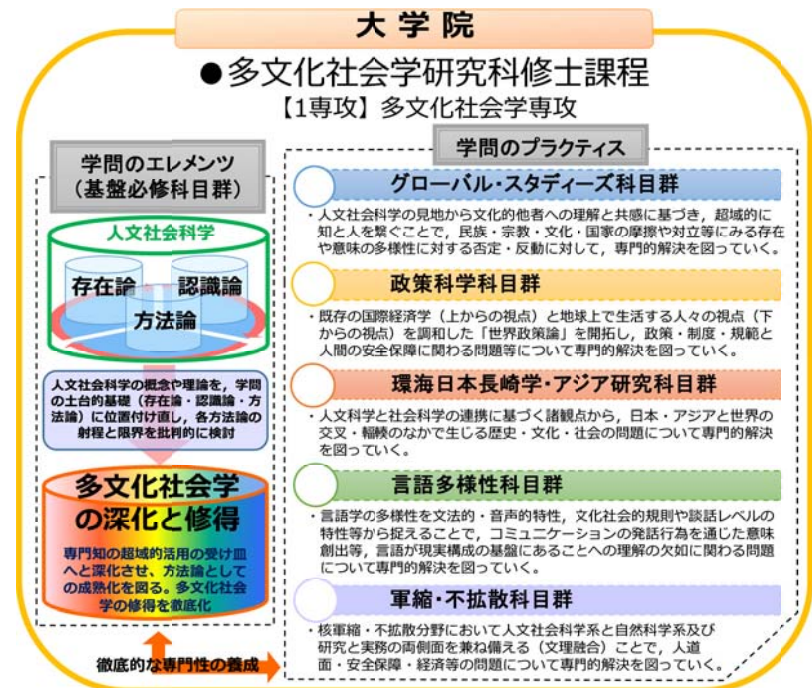 大学院
●多文化社会学研究科修士課程
【1専攻】多文化社会学専攻
学問のエレメンツ
(基盤必修科目群)
人文社会科学
存在論
認識論
方法論
人文社会科学の概念や理論を，学問
の土台的基礎（存在論・認識論・方
法論）に位置付け直し，各方法論の
射程と限界を批判的に検討
多文化社会学
の深化と修得
専門知の超域的活用の受け皿
へと深化させ、方法論として
の成熟化を図る。多文化社会
学の修得を徹底化
徹底的な専門性の養成
学問のプラクティス
グローバル・スタディーズ科目群
・人文社会科学の見地から文化的他者への理解と共感に基づき，超域的に
知と人を繋ぐことで，民族・宗教・文化・国家の摩擦や対立等にみる存在
や意味の多様性に対する否定・反動に対して，専門的解決を図っていく。
政策科学科目群
・既存の国際経済学（上からの視点）と地球上で生活する人々の視点（下
からの視点）を調和した「世界政策論」を開拓し，政策・制度・規範と
人間の安全保障に関わる問題等について専門的解決を図っていく。
環海日本長崎学・アジア研究科目群
・人文科学と社会科学の連携に基づく諸観点から，日本・アジアと世界の
交叉・輻輳のなかで生じる歴史・文化・社会の問題について専門的解決
を図っていく。
言語多様性科目群
・言語学の多様性を文法的・音声的特性，文化社会的規則や談話レベルの
特性等から捉えることで，コミュニケーションの発話行為を通じた意味
創出等，言語が現実構成の基盤にあることへの理解の欠如に関わる問題
について専門的解決を図っていく。
軍縮・不拡散科目群
・核軍縮・不拡散分野において人文社会科学系と自然科学系及び
研究と実務の両側面を兼ね備える（文理融合）ことで，人道
面・安全保障・経済等の問題について専門的解決を図っていく。